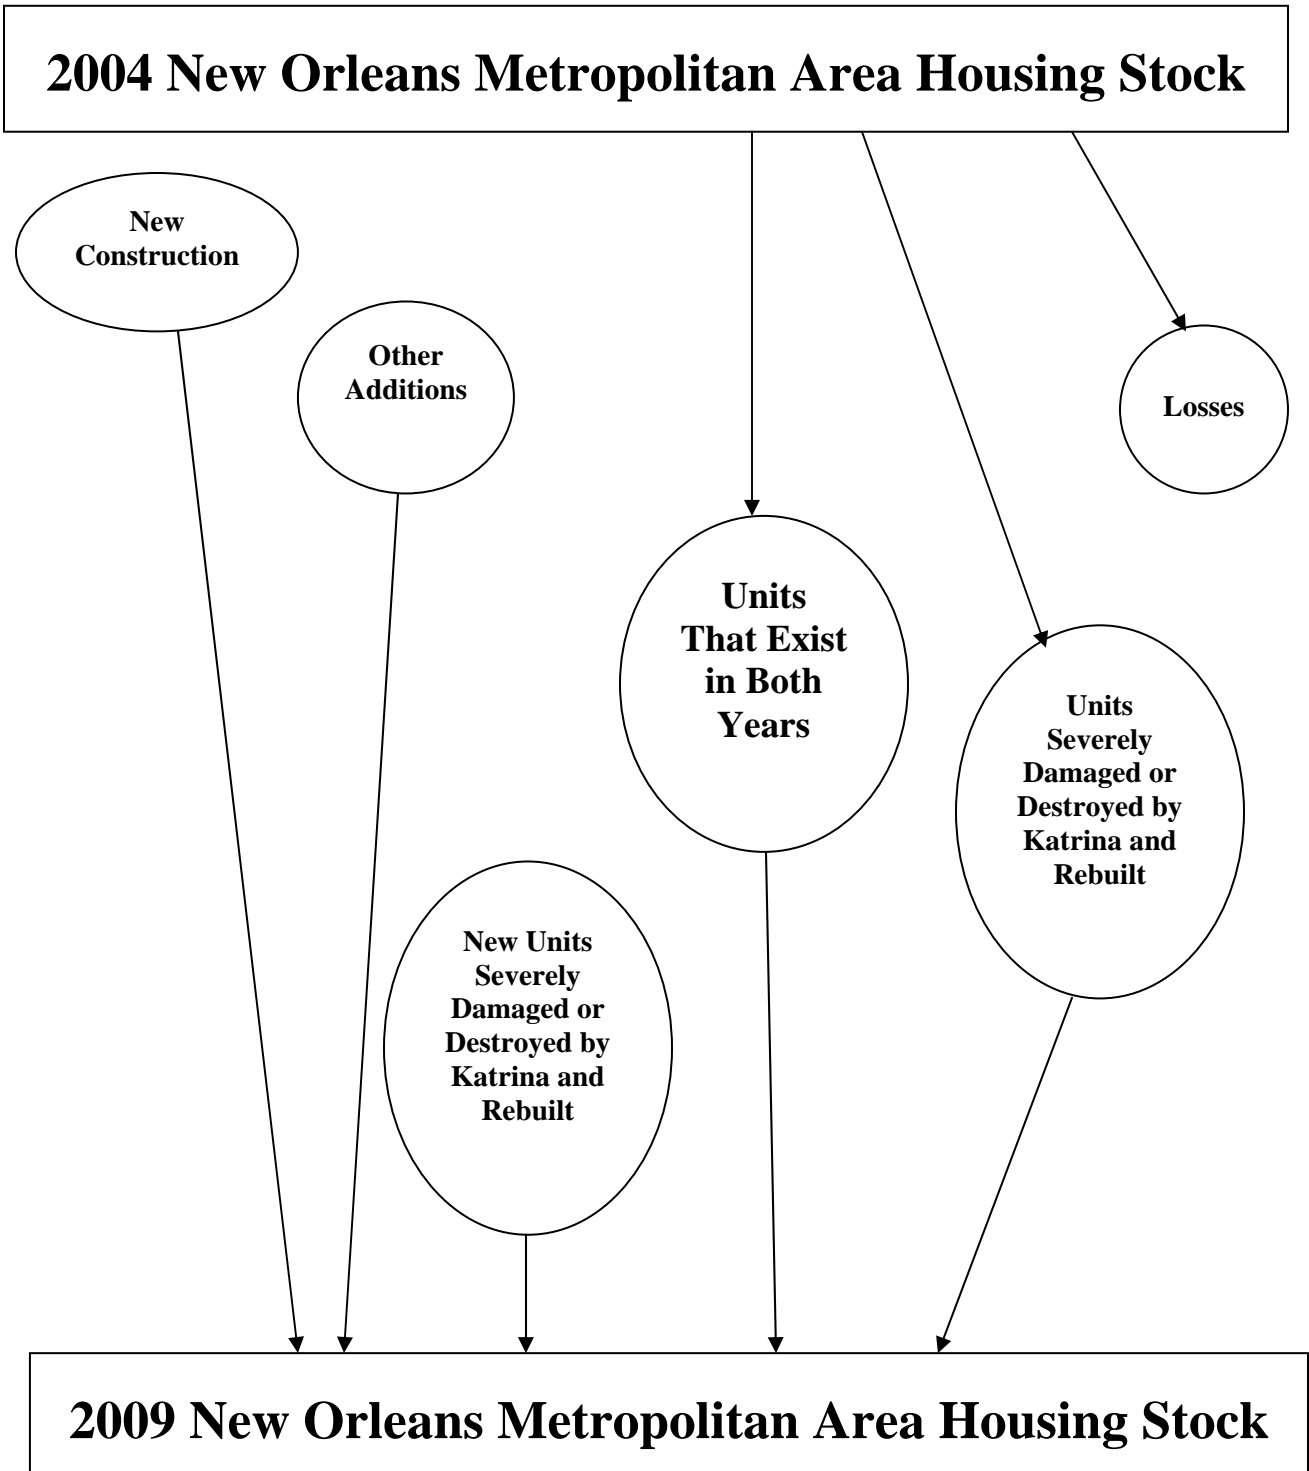 2004 New Orleans Metropolitan Area Housing Stock
New
Construction
Other
Additions
Losses
Units
That Exist
in Both
Years
Units
Severely
Damaged or
Destroyed by
Katrina and
Rebuilt
New Units
Severely
Damaged or
Destroyed by
Katrina and
Rebuilt
2009 New Orleans Metropolitan Area Housing Stock